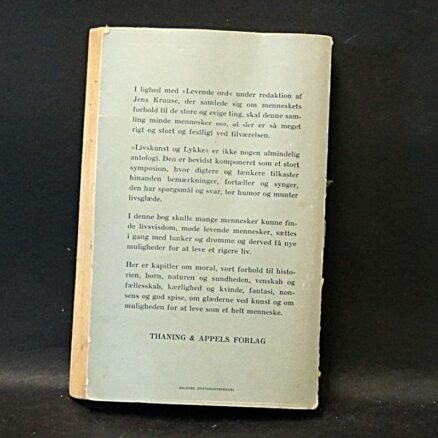 I lighed med »Levende ord« under redaktion af
Jens Kruuse, der samlede sig om menneskets
forhold til de store og evige ting, skal denne sam-
ling minde mennesker om, at der er så meget
rigt og stort og festligt ved tilværelsen.
»Livskunst og Lykke« er ikke nogen almindelig
antologi. Den er bevidst komponeret som et stort
symposion, hvor digtere og tænkere tilkaster
hinanden bemærkninger, fortæller og synger,
den har spørgsmål og svar, tør humor og munter
livsglæde.
I denne bog skulle mange mennesker kunne fin-
de livsvisdom, møde levende mennesker, sættes
i gang med tanker og drømme og derved få nye
muligheder for at leve et rigere liv.
Her er kapitler om moral, vort forhold til histo-
rien, børn, naturen og sundheden, venskab og
fællesskab, kærlighed og kvinde, fantasi, non-
sens og god spise, om glæderne ved kunst og om
muligheden for at leve som et helt menneske.
THANING & APPELS FORLAG